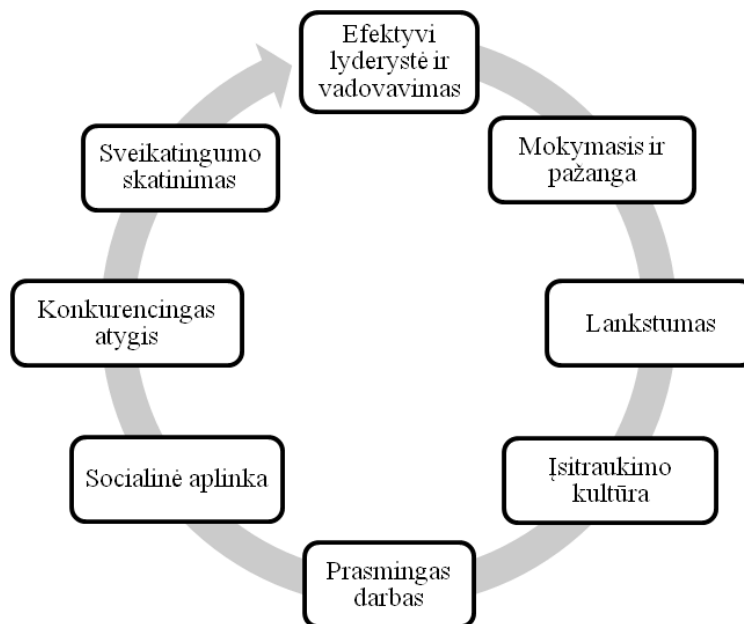 Efektyvi
lyderystė ir
vadovavimas
Mokymasis ir
pažanga
Lankstumas
Įsitraukimo
kultūra
Prasmingas
darbas
Socialinė aplinka
Konkurencingas
atygis
Sveikatingumo
skatinimas